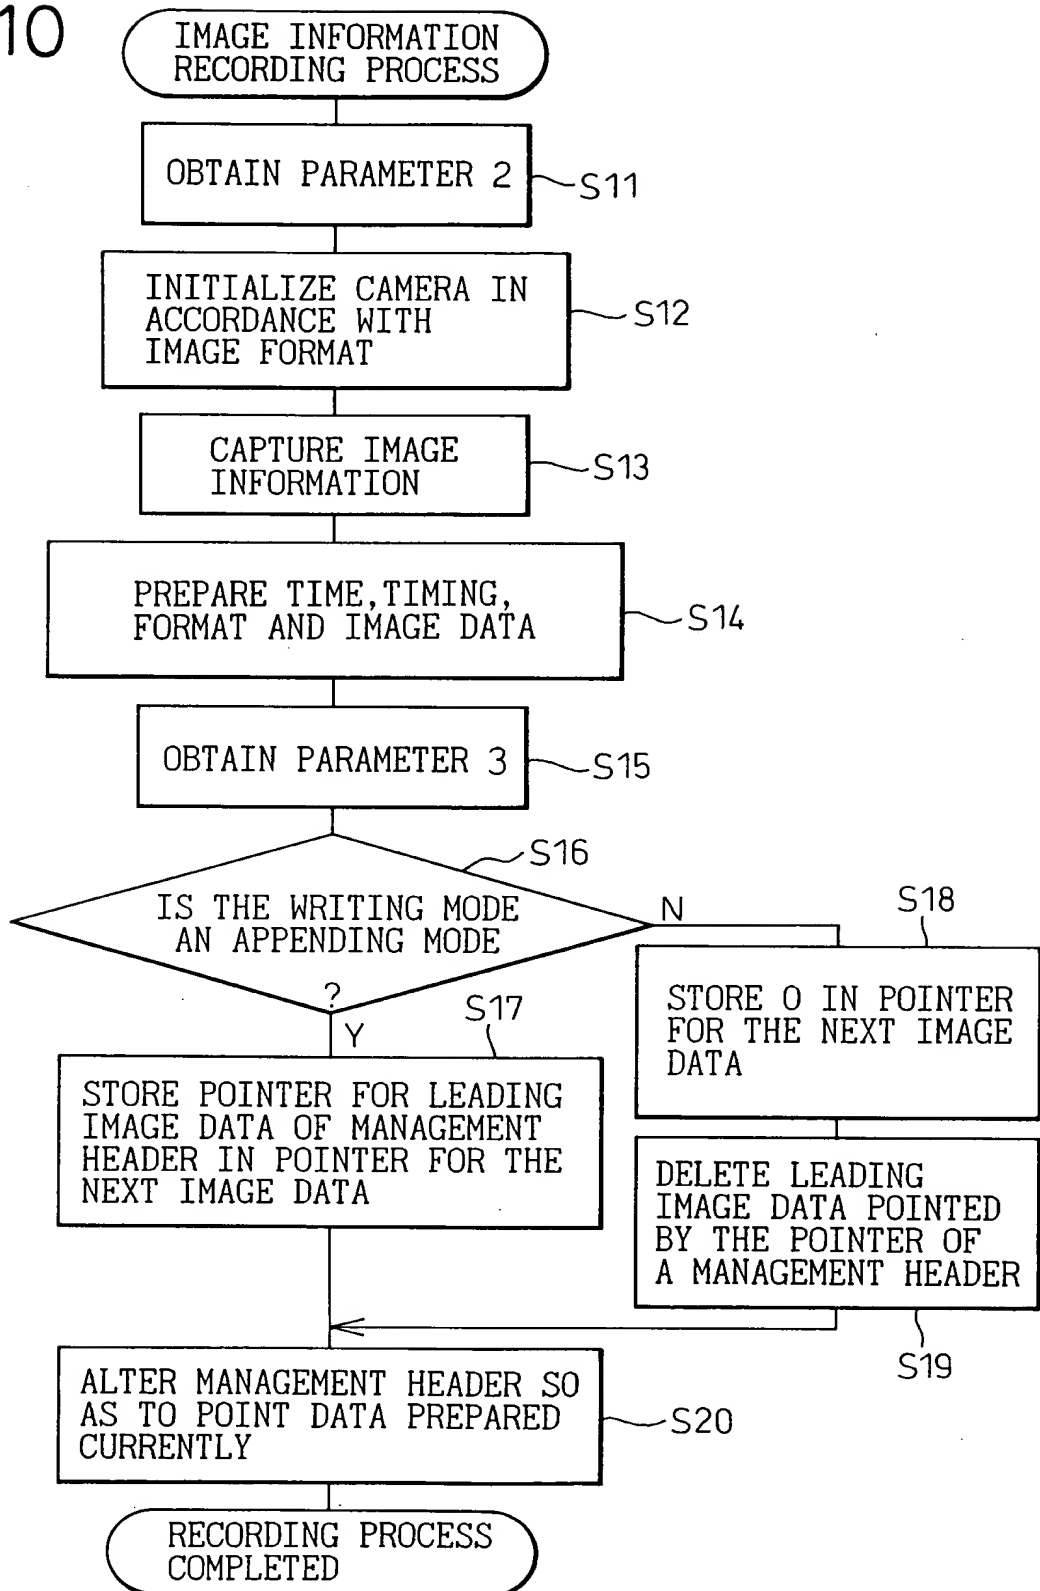 10
IMAGE INFORMATION
RECORDING PROCESS
OBTAIN PARAMETER 2
S11
INITIALIZE CAMERA IN
ACCORDANCE WITH
IMAGE FORMAT
S12
CAPTURE IMAGE
INFORMATION
S13
PREPARE TIME, TIMING,
FORMAT AND IMAGE DATA
S14
OBTAIN PARAMETER 3
S15
S16
IS THE WRITING MODE
AN APPENDING MODE
?
N
Y
S17
STORE POINTER FOR LEADING
IMAGE DATA OF MANAGEMENT
HEADER IN POINTER FOR THE
NEXT IMAGE DATA
S18
STORE 0 IN POINTER
FOR THE NEXT IMAGE
DATA
DELETE LEADING
IMAGE DATA POINTED
BY THE POINTER OF
A MANAGEMENT HEADER
S19
ALTER MANAGEMENT HEADER SO
AS TO POINT DATA PREPARED
CURRENTLY
S20
RECORDING PROCESS
COMPLETED